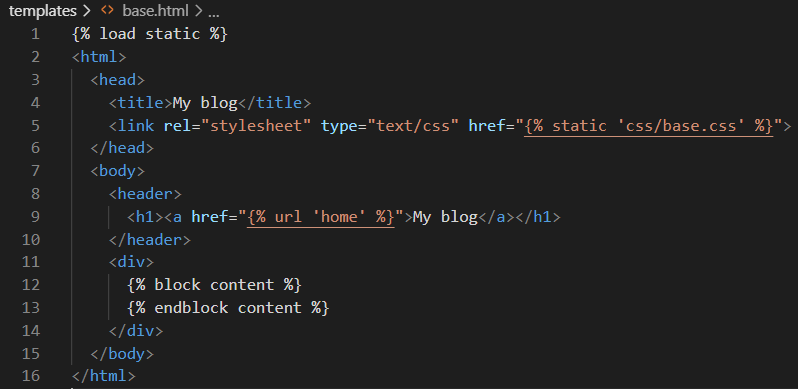 templates > <> base.html > ...
1 {% load static %}
2 <html>
3   <head>
4     <title>My blog</title>
5     <link rel="stylesheet" type="text/css" href="{% static 'css/base.css' %}">
6   </head>
7   <body>
8     <header>
9       <h1><a href="{% url 'home' %}">My blog</a></h1>
10     </header>
11     <div>
12       {% block content %}
13       {% endblock content %}
14     </div>
15   </body>
16 </html>